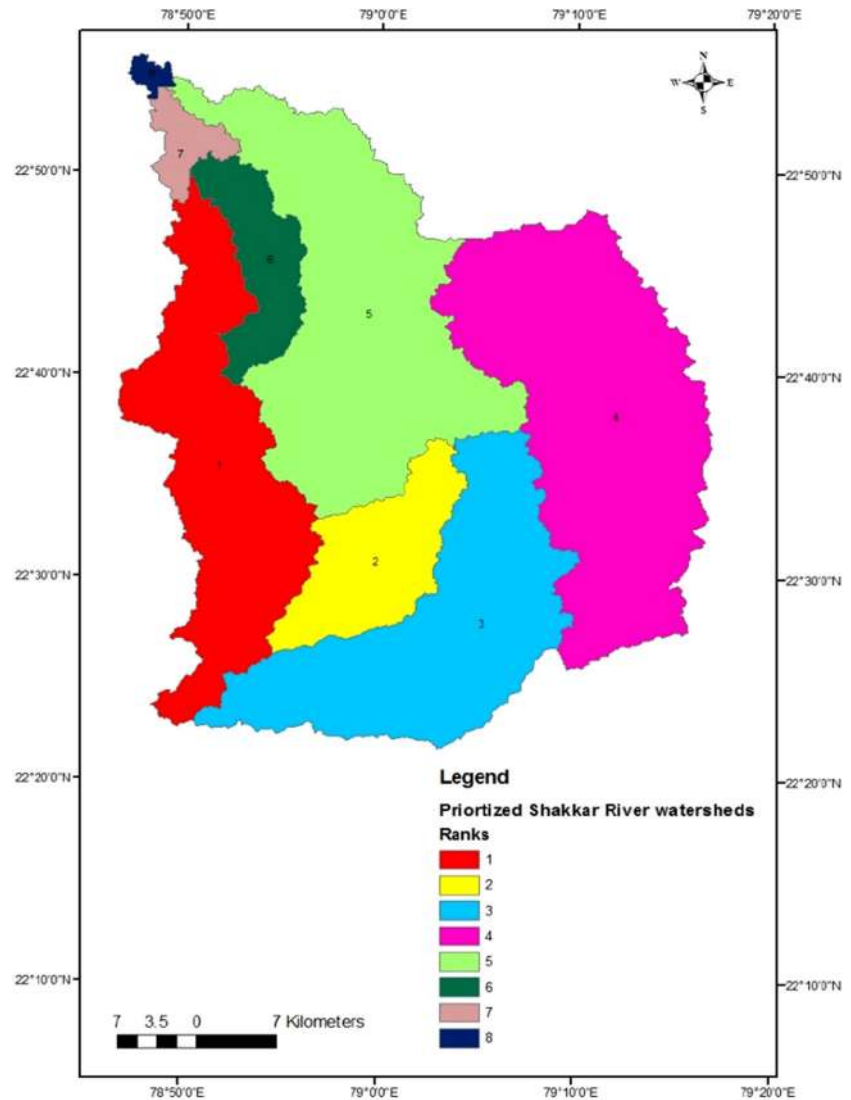 78°50'0"E 79°0'0"E 79°10'0"E 79°20'0"E
N
W E
S
7
22°50'0"N 22°50'0"N
6
5
22°40'0"N 22°40'0"N
4
1
2
22°30'0"N 22°30'0"N
3
22°20'0"N 22°20'0"N
Legend
Priortized Shakkar River watersheds
Ranks
1
2
3
4
5
6
7
8
22°10'0"N 22°10'0"N
7 3.5 0 7 Kilometers
78°50'0"E 79°0'0"E 79°10'0"E 79°20'0"E